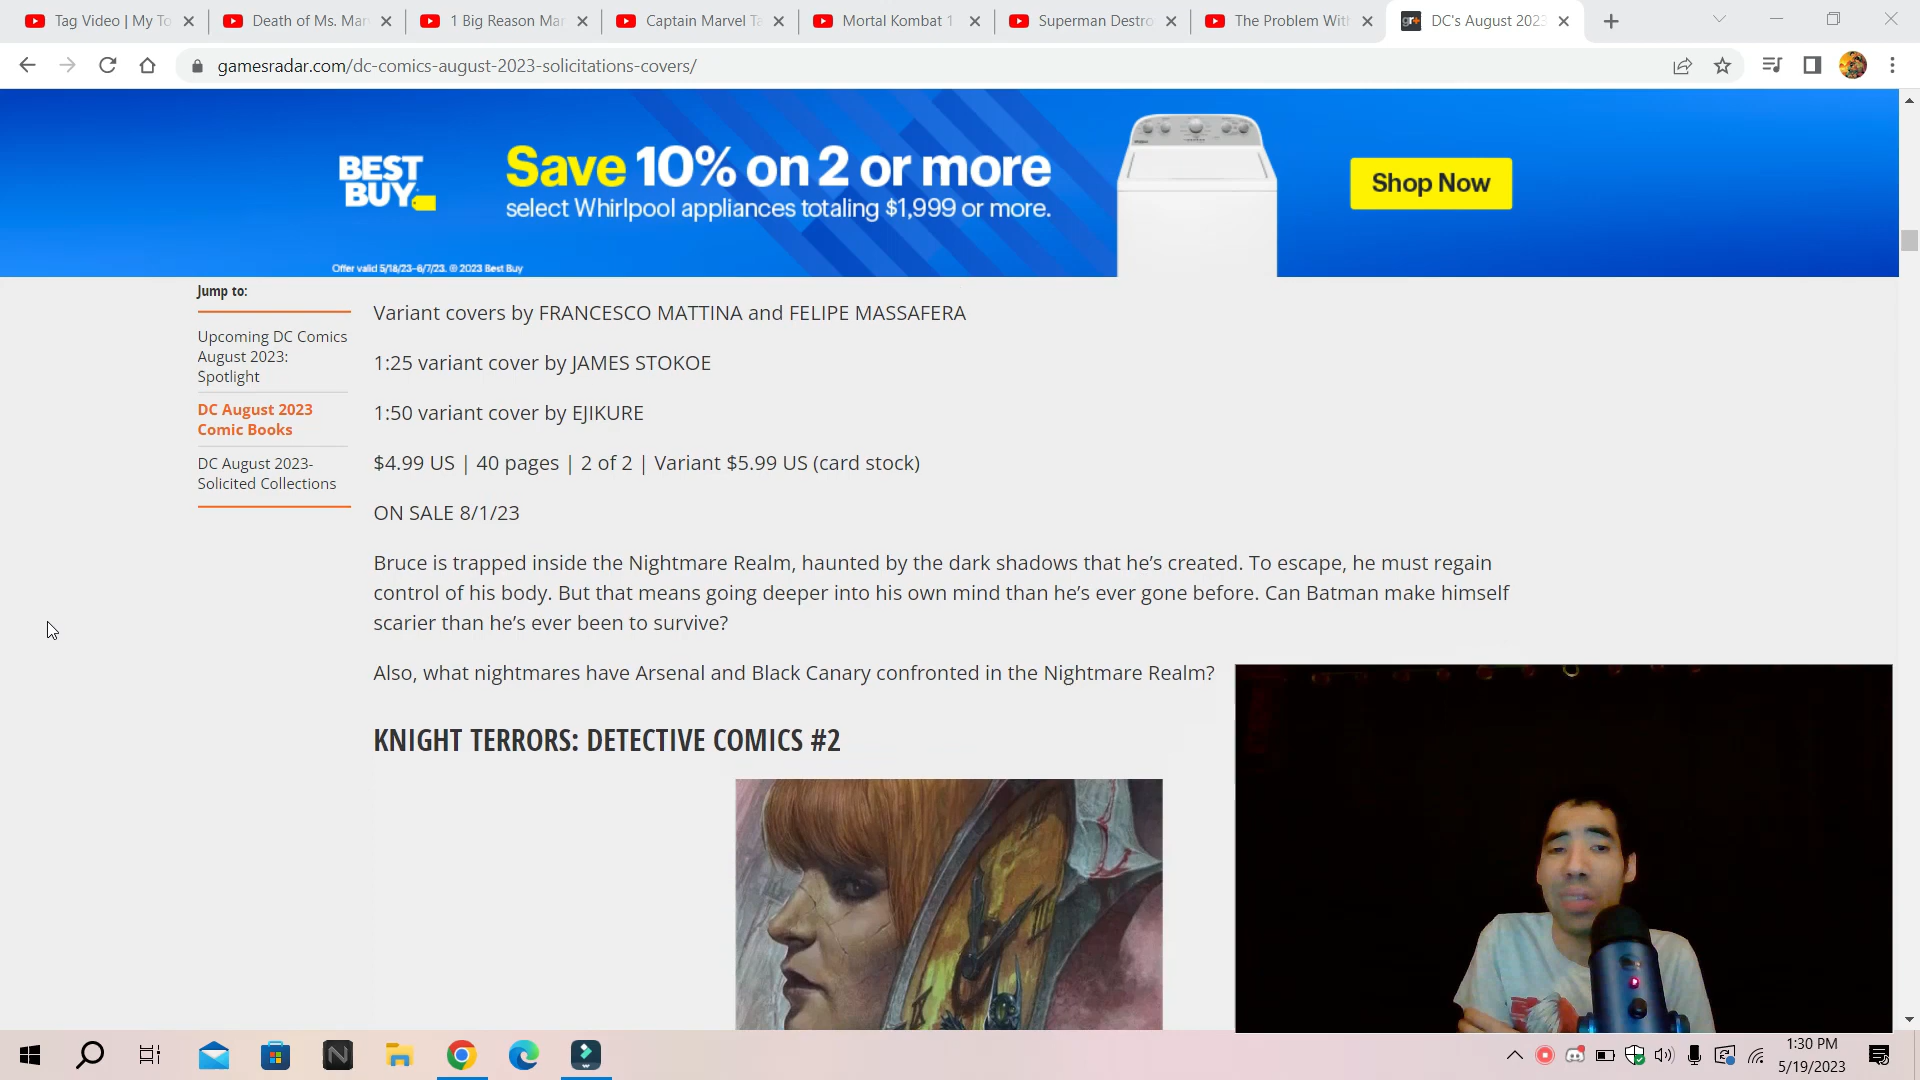 Tag Video | My To
Death of Ms. Mar
1 Big Reason Mar
Captain Marvel Ta
Mortal Kombat 1
Superman Destro
The Problem With
gr+ DC's August 2023
gamesradar.com/dc-comics-august-2023-solicitations-covers/
BEST BUY
Save 10% on 2 or more
select Whirlpool appliances totaling $1,999 or more.
Shop Now
Offer valid 5/18/23–6/7/23. © 2023 Best Buy
Jump to:
Upcoming DC Comics
August 2023:
Spotlight
DC August 2023
Comic Books
DC August 2023-
Solicited Collections
Variant covers by FRANCESCO MATTINA and FELIPE MASSAFERA
1:25 variant cover by JAMES STOKOE
1:50 variant cover by EJIKURE
$4.99 US | 40 pages | 2 of 2 | Variant $5.99 US (card stock)
ON SALE 8/1/23
Bruce is trapped inside the Nightmare Realm, haunted by the dark shadows that he’s created. To escape, he must regain
control of his body. But that means going deeper into his own mind than he’s ever gone before. Can Batman make himself
scarier than he’s ever been to survive?
Also, what nightmares have Arsenal and Black Canary confronted in the Nightmare Realm?
KNIGHT TERRORS: DETECTIVE COMICS #2
1:30 PM
5/19/2023